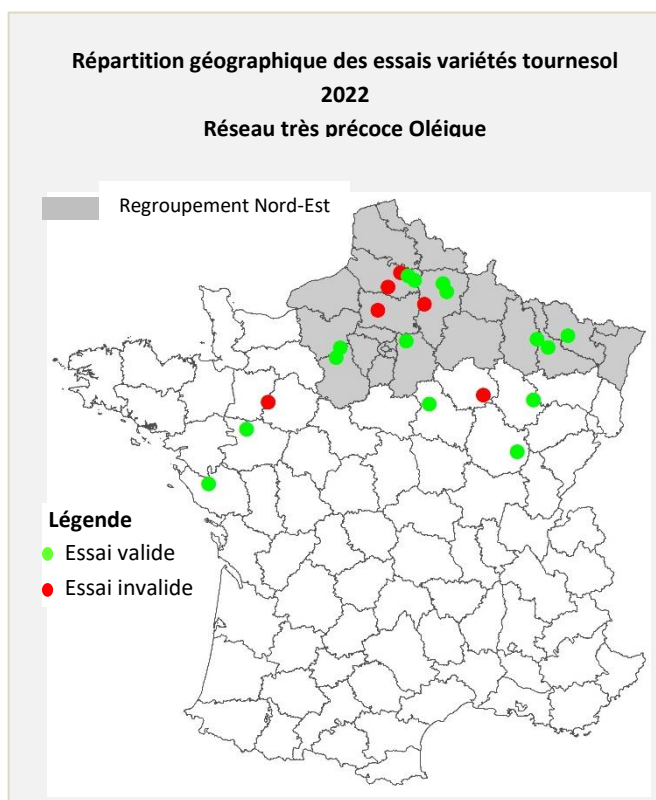 Répartition géographique des essais variétés tournesol
2022
Réseau très précoce Oléique
Regroupement Nord-Est
Légende
Essai valide
Essai invalide